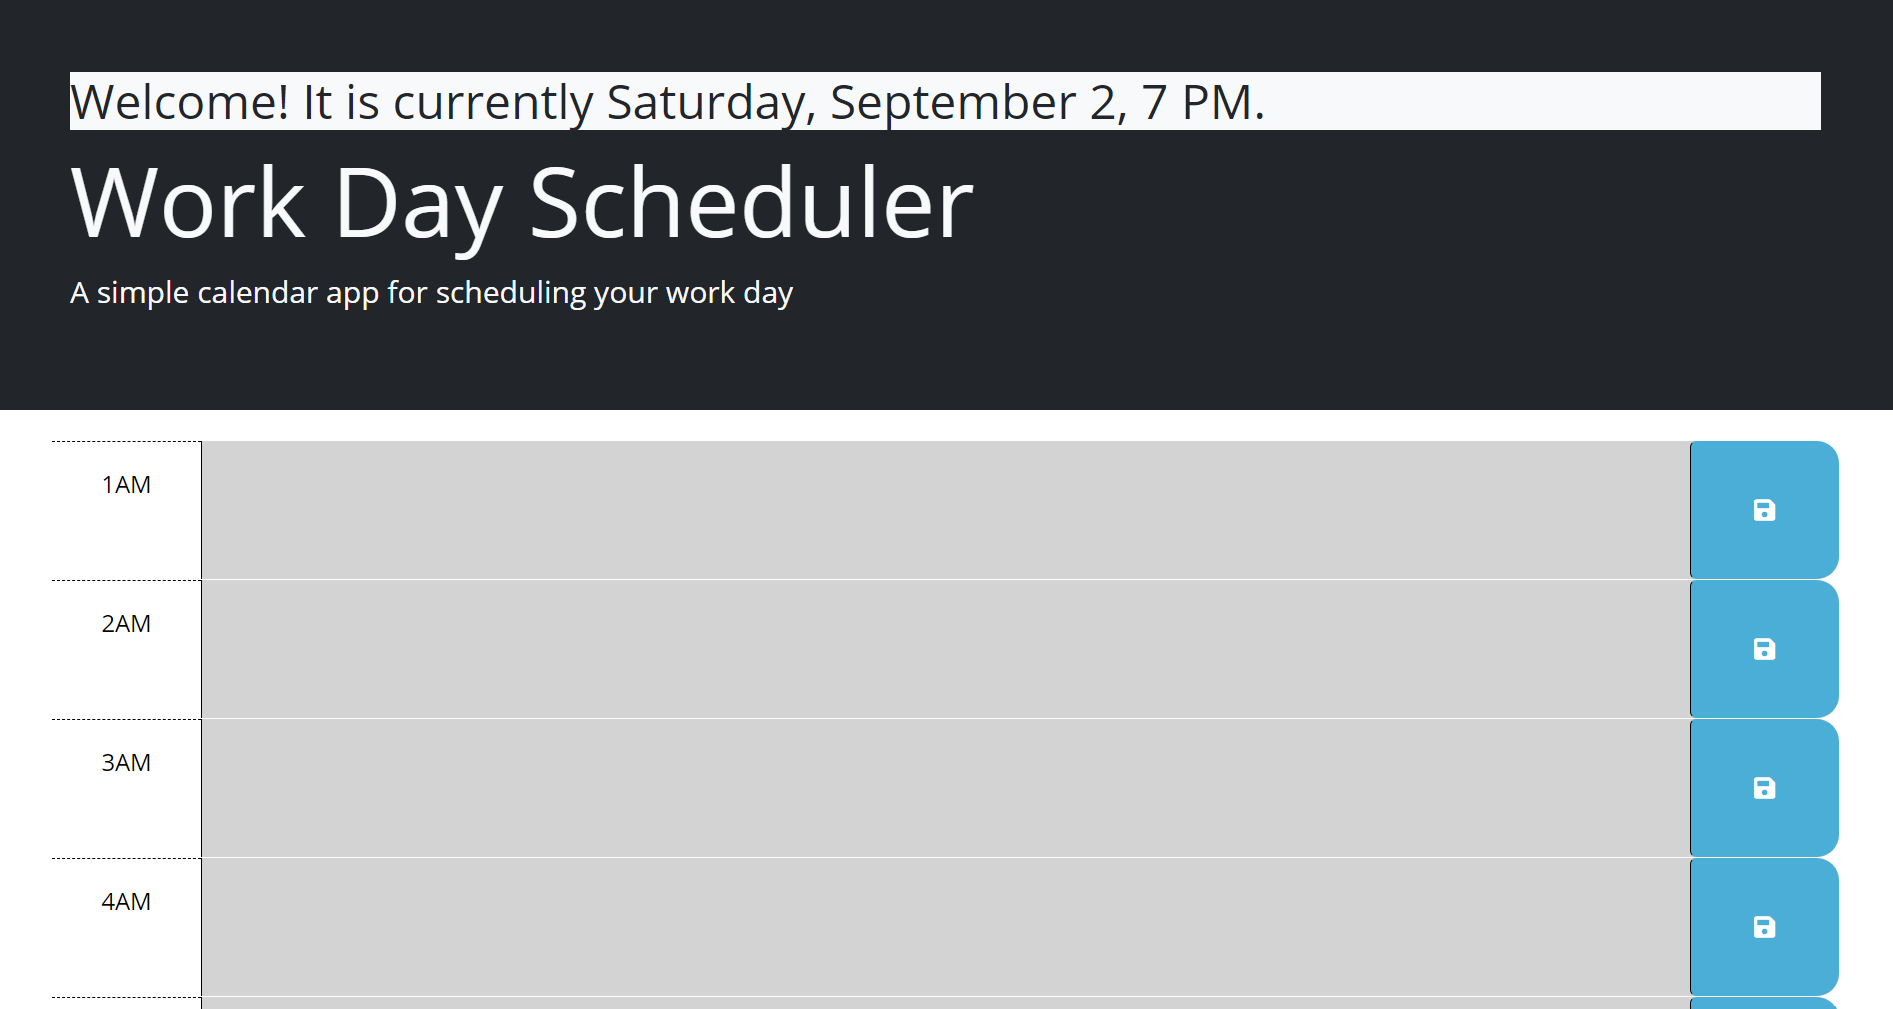 Welcome! It is currently Saturday, September 2, 7 PM.
Work Day Scheduler
A simple calendar app for scheduling your work day
1AM
2AM
3AM
4AM